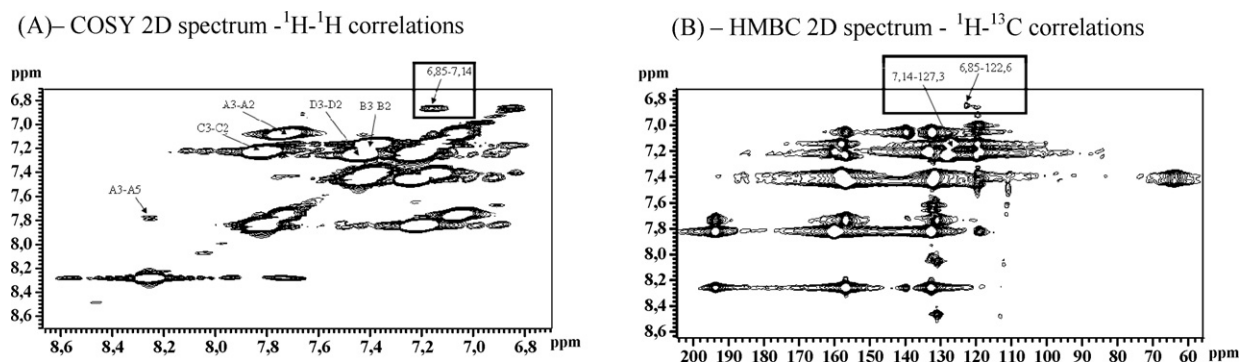 (A)– COSY 2D spectrum -¹H-¹H correlations
ppm
6,85-7,14
A3-A2
D3-D2
B3 B2
C3-C2
A3-A5
6,8
7,0
7,2
7,4
7,6
7,8
8,0
8,2
8,4
8,6
8,6 8,4 8,2 8,0 7,8 7,6 7,4 7,2 7,0 6,8 ppm
(B) – HMBC 2D spectrum - ¹H-¹³C correlations
ppm
6,85-122,6
7,14-127,3
6,8
7,0
7,2
7,4
7,6
7,8
8,0
8,2
8,4
8,6
200 190 180 170 160 150 140 130 120 110 100 90 80 70 60 ppm